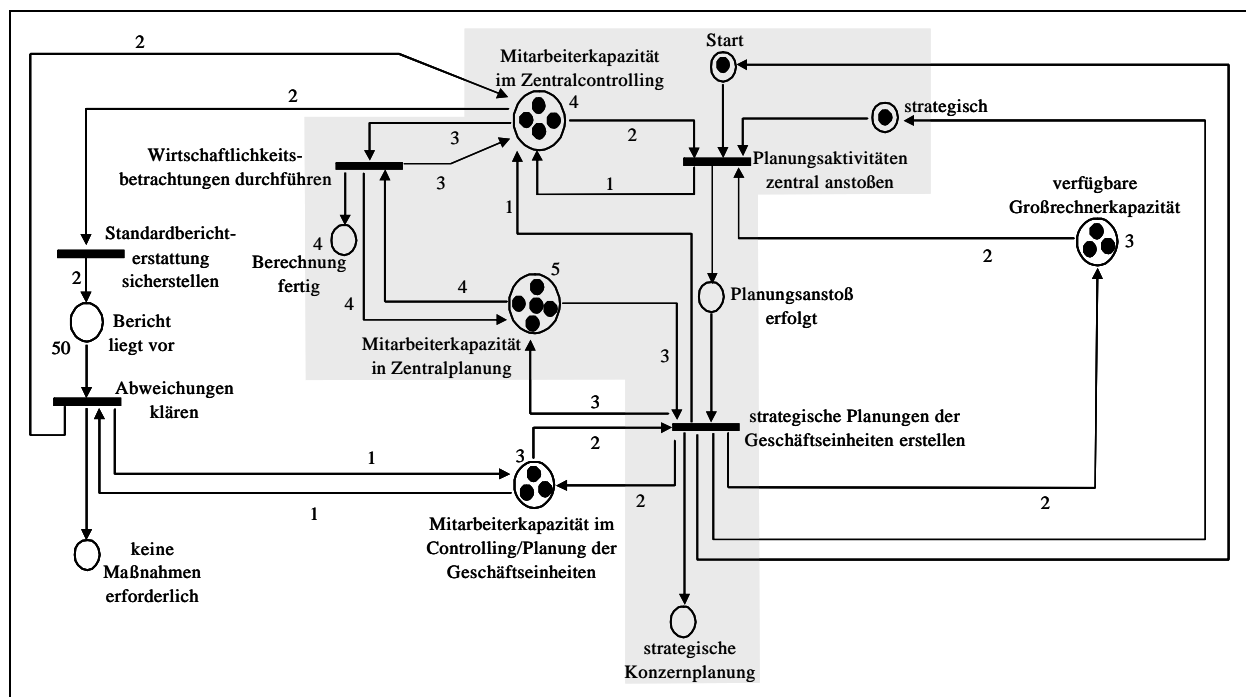 2
Mitarbeiterkapazität
im Zentralcontrolling
Start
4
strategisch
2
2
3
Wirtschaftlichkeits-
betrachtungen durchführen
3
Planungsaktivitäten
zentral anstoßen
1
1
verfügbare
Großrechnerkapazität
3
2
Standardbericht-
erstattung
sicherstellen
2
4
Berechnung
fertig
4
4
5
Planungsanstoß
erfolgt
Bericht
liegt vor
50
Mitarbeiterkapazität
in Zentralplanung
3
3
Abweichungen
klären
strategische Planungen der
Geschäftseinheiten erstellen
1
3
2
1
2
2
Mitarbeiterkapazität im
Controlling/Planung der
Geschäftseinheiten
keine
Maßnahmen
erforderlich
strategische
Konzernplanung